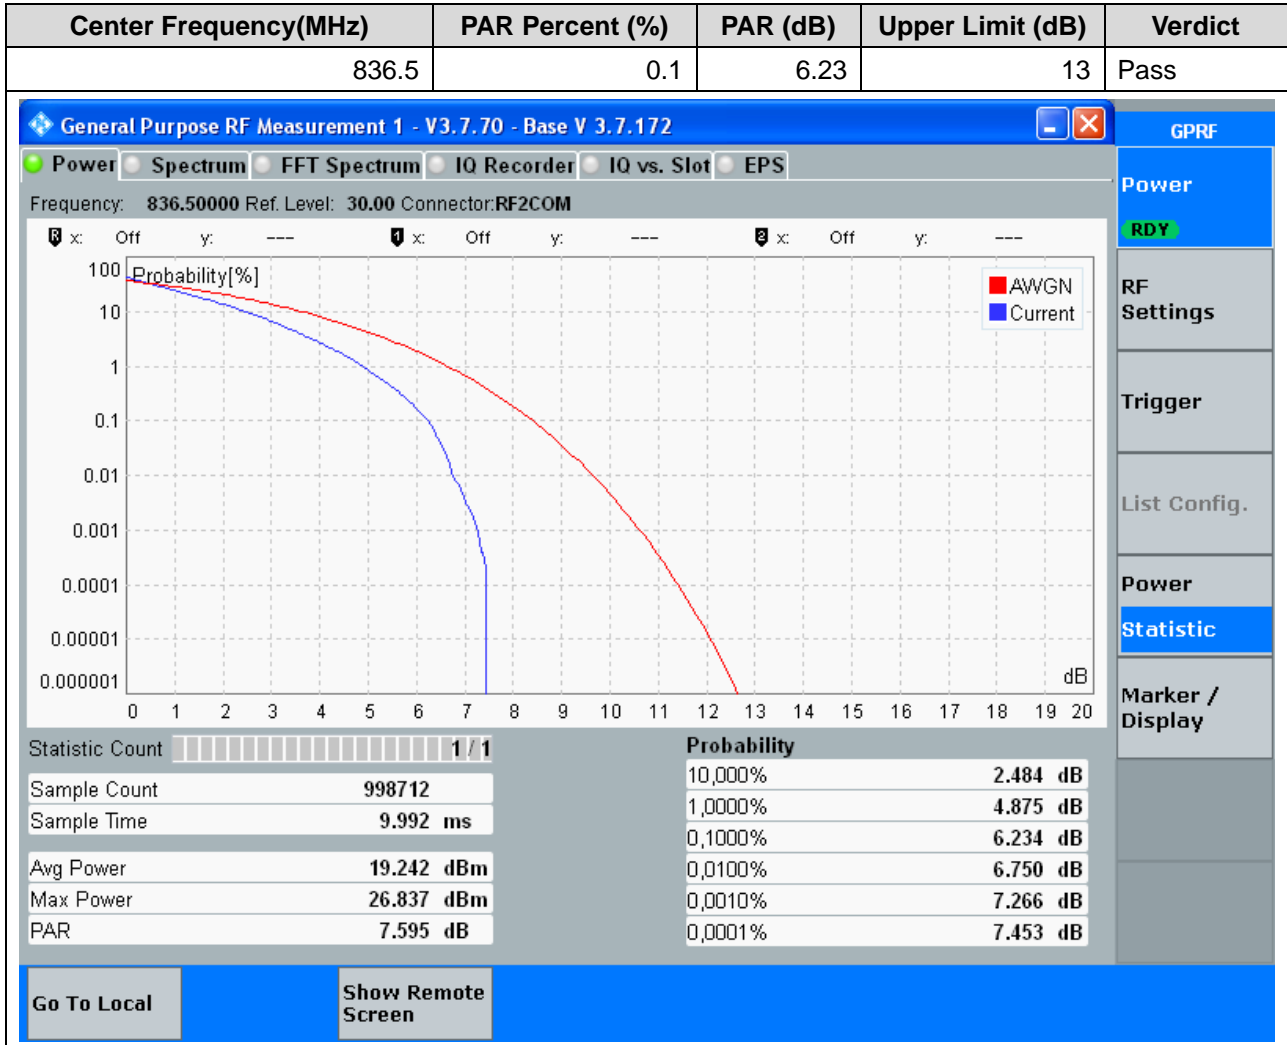 Center Frequency(MHz) PAR Percent (%) PAR (dB) Upper Limit (dB) Verdict
836.5 0.1 6.23 13 Pass
General Purpose RF Measurement 1 - V3.7.70 - Base V 3.7.172
GPRF
Power Spectrum FFT Spectrum IQ Recorder IQ vs. Slot EPS
Frequency: 836.50000 Ref. Level: 30.00 Connector:RF2COM
R x: Off y: --- 1 x: Off y: --- 2 x: Off y: ---
Probability[%]
AWGN
Current
100
10
1
0.1
0.01
0.001
0.0001
0.00001
0.000001
dB
0 1 2 3 4 5 6 7 8 9 10 11 12 13 14 15 16 17 18 19 20
Statistic Count 1 / 1
Sample Count 998712
Sample Time 9.992 ms
Avg Power 19.242 dBm
Max Power 26.837 dBm
PAR 7.595 dB
Probability
10,000% 2.484 dB
1,0000% 4.875 dB
0,1000% 6.234 dB
0,0100% 6.750 dB
0,0010% 7.266 dB
0,0001% 7.453 dB
Power
RDY
RF
Settings
Trigger
List Config.
Power
Statistic
Marker /
Display
Go To Local
Show Remote
Screen